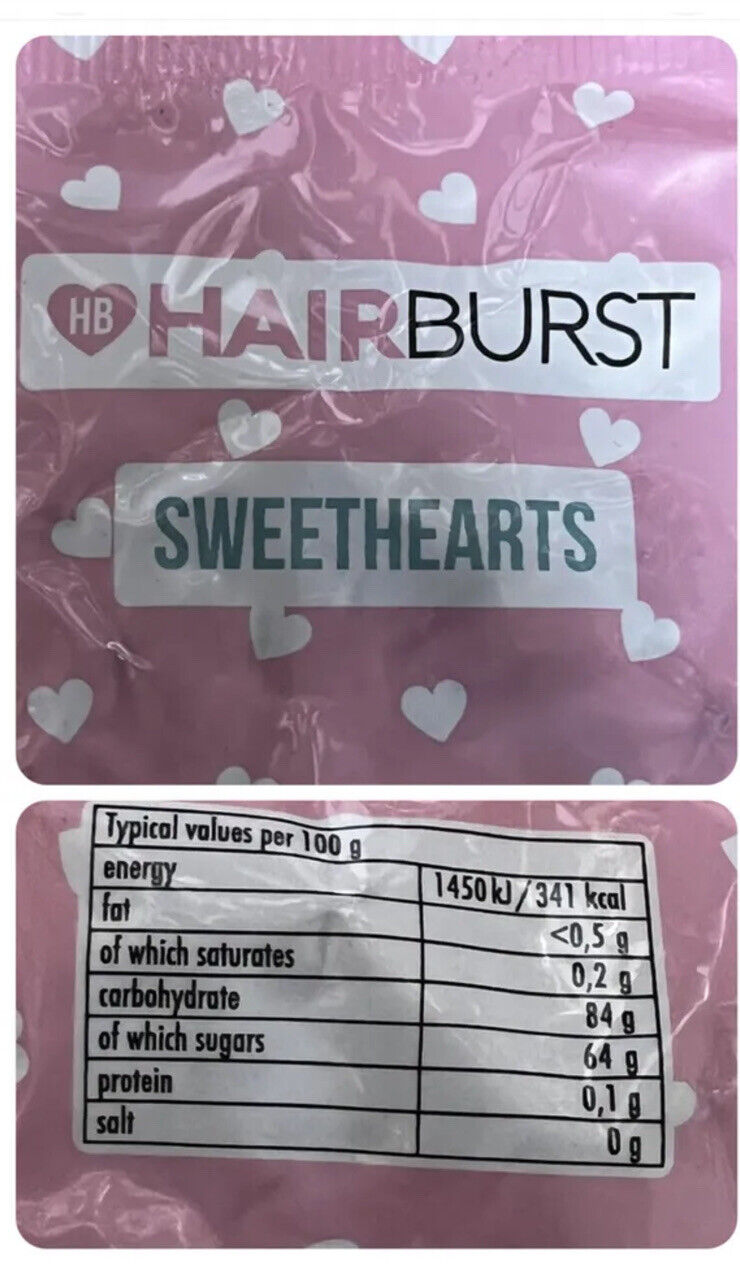 HB HAIRBURST
SWEETHEARTS
Typical values per 100 g
energy 1450 kJ/341 kcal
fat <0,5 g
of which saturates 0,2 g
carbohydrate 84 g
of which sugars 64 g
protein 0,1 g
salt 0 g